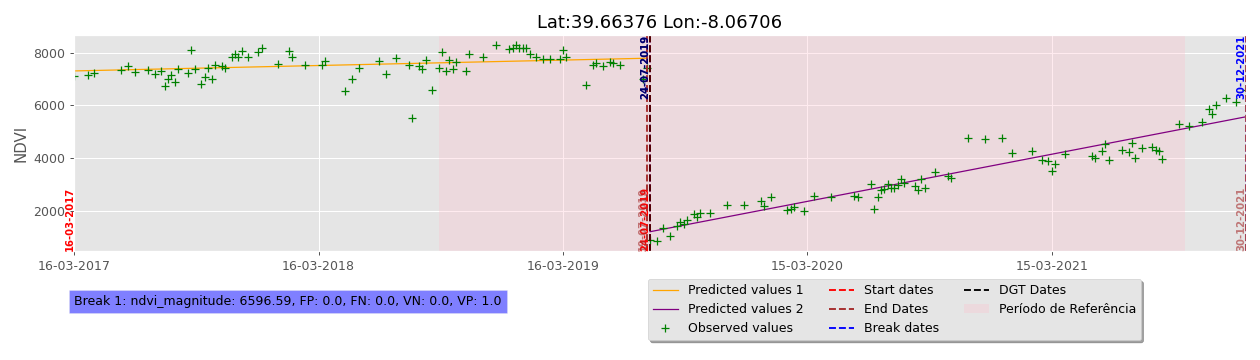 Lat:39.66376 Lon:-8.06706
NDVI
8000
6000
4000
2000
16-03-2017
24-07-2019
24-07-2019
30-12-2021
30-12-2021
16-03-2017
16-03-2018
16-03-2019
15-03-2020
15-03-2021
Break 1: ndvi_magnitude: 6596.59, FP: 0.0, FN: 0.0, VN: 0.0, VP: 1.0
Predicted values 1
Predicted values 2
Observed values
Start dates
End Dates
Break dates
DGT Dates
Período de Referência